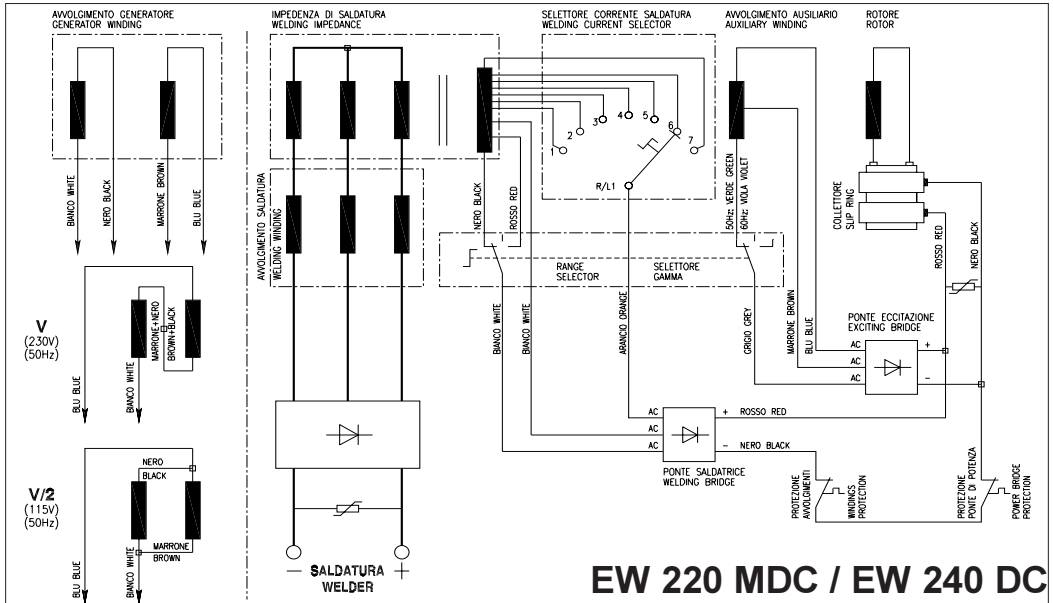 AVVOLGIMENTO GENERATORE
GENERATOR WINDING
IMPEDENZA DI SALDATURA
WELDING IMPEDANCE
SELETTORE CORRENTE SALDATURA
WELDING CURRENT SELECTOR
AVVOLGIMENTO AUSILIARIO
AUXILIARY WINDING
ROTORE
ROTOR
1
2
3
4
5
6
7
R/L1
BIANCO WHITE
NERO BLACK
MARRONE BROWN
BLU BLUE
AVVOLGIMENTO SALDATURA
WELDING WINDING
NERO BLACK
ROSSO RED
50Hz: VERDE GREEN
60Hz: VIOLA VIOLET
COLLETTORE
SLIP RING
ROSSO RED
NERO BLACK
RANGE
SELECTOR
SELETTORE
GAMMA
V
(230V)
(50Hz)
MARRONE+NERO
BROWN+BLACK
BLU BLUE
BIANCO WHITE
BIANCO WHITE
BIANCO WHITE
ARANCIO ORANGE
GRIGIO GREY
MARRONE BROWN
BLU BLUE
PONTE ECCITAZIONE
EXCITING BRIDGE
AC
AC
AC
+
−
AC
AC
AC
+
ROSSO RED
−
NERO BLACK
PONTE SALDATRICE
WELDING BRIDGE
V/2
(115V)
(50Hz)
NERO
BLACK
MARRONE
BROWN
BLU BLUE
BIANCO WHITE
PROTEZIONE
AVVOLGIMENTI
WINDINGS
PROTECTION
PROTEZIONE
PONTE DI POTENZA
POWER BRIDGE
PROTECTION
− SALDATURA +
WELDER
EW 220 MDC / EW 240 DC